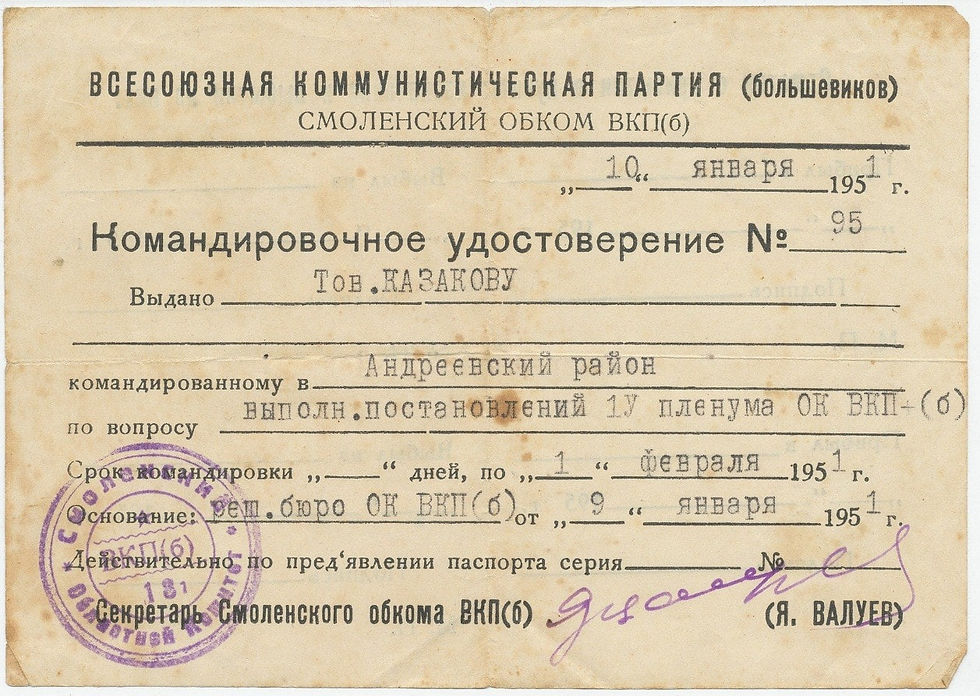 ВСЕСОЮЗНАЯ КОММУНИСТИЧЕСКАЯ ПАРТИЯ (большевиков)
СМОЛЕНСКИЙ ОБКОМ ВКП(б)
„ 10 “ января 1951 г.
Командировочное удостоверение № 95
Выдано Тов.КАЗАКОВУ
командированному в Андреевский район
по вопросу выполн.постановлений 1У пленума ОК ВКП-(б)
Срок командировки „ “ дней, по „ 1 “ февраля 1951 г.
Основание: реш.бюро ОК ВКП(б) от „ 9 “ января 1951 г.
Действительно по пред‘явлении паспорта серия №
Секретарь Смоленского обкома ВКП(б) (Я. ВАЛУЕВ)
Смоленский
ВКП(б)
Областной Комитет